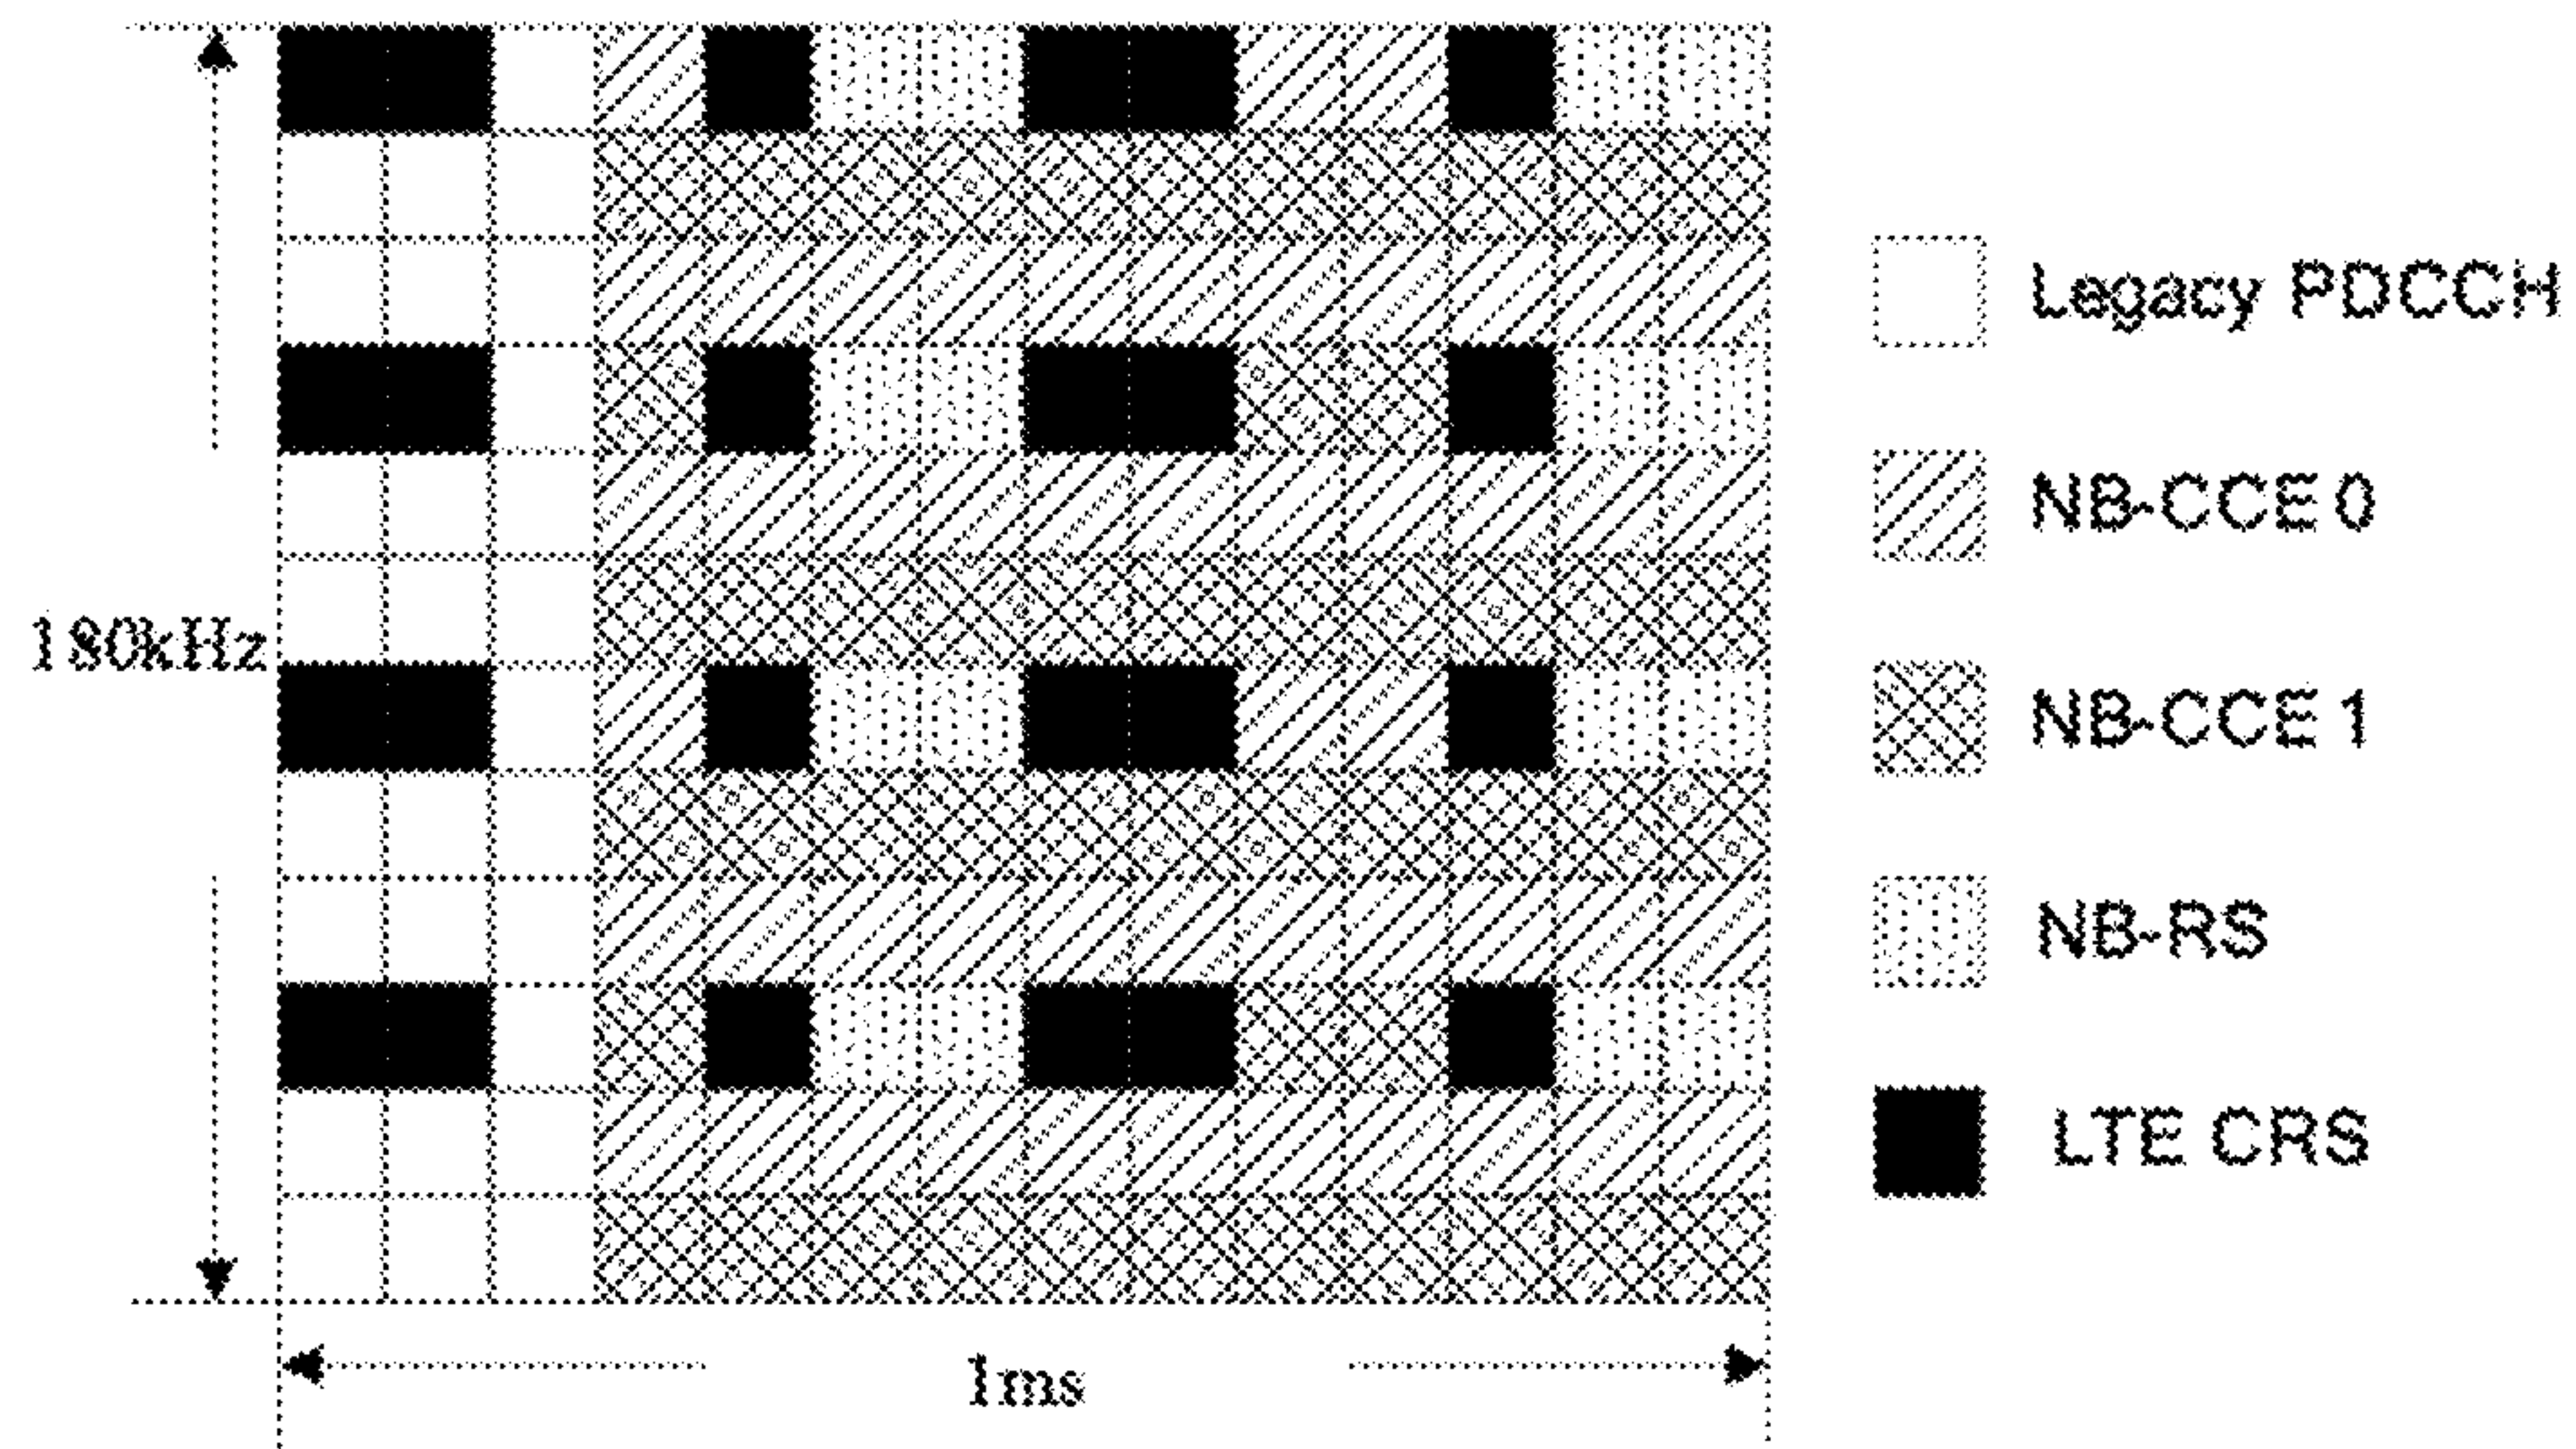 Legacy PDCCH
NB-CCE 0
180kHz
NB-CCE 1
NB-RS
LTE CRS
1ms